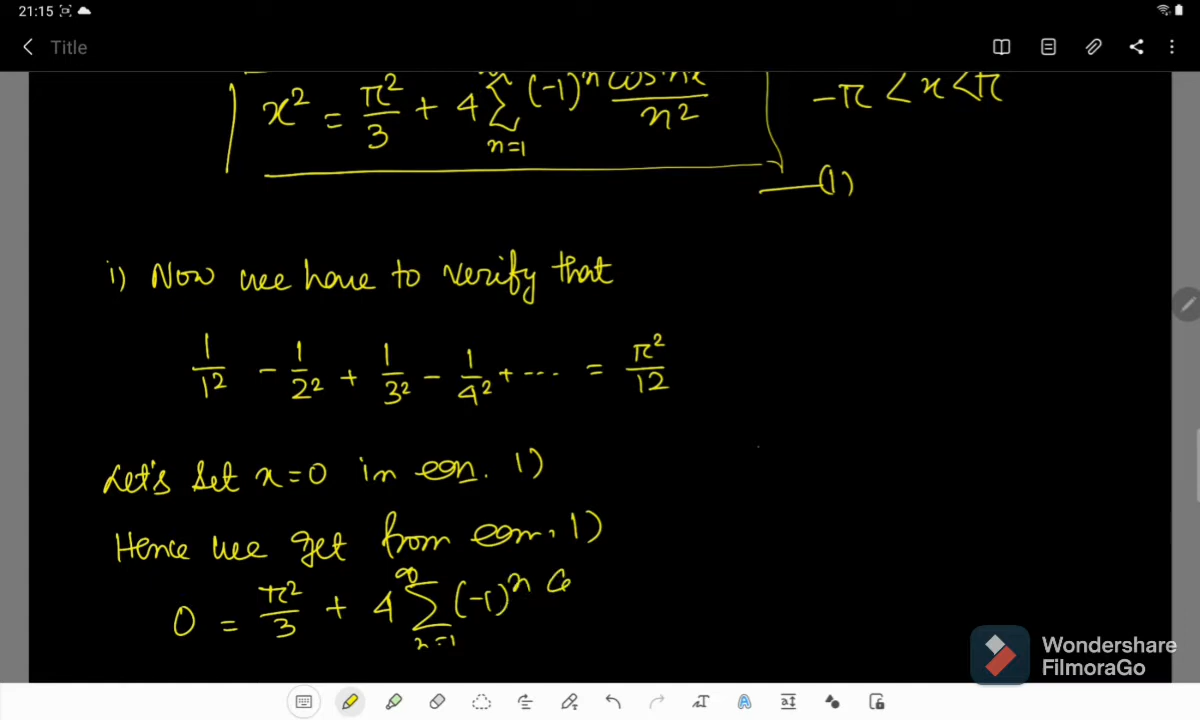 21:15
Title
x² = π²/3 + 4 ∑ n=1 (-1)ⁿ cos nx / n²   -π < x < π
—(1)
i) Now we have to verify that
1/1² - 1/2² + 1/3² - 1/4² + ... = π²/12
Let's set x=0 in eqn. 1)
Hence we get from eqn. 1)
0 = π²/3 + 4 ∑ n=1 ∞ (-1)ⁿ
Wondershare
FilmoraGo